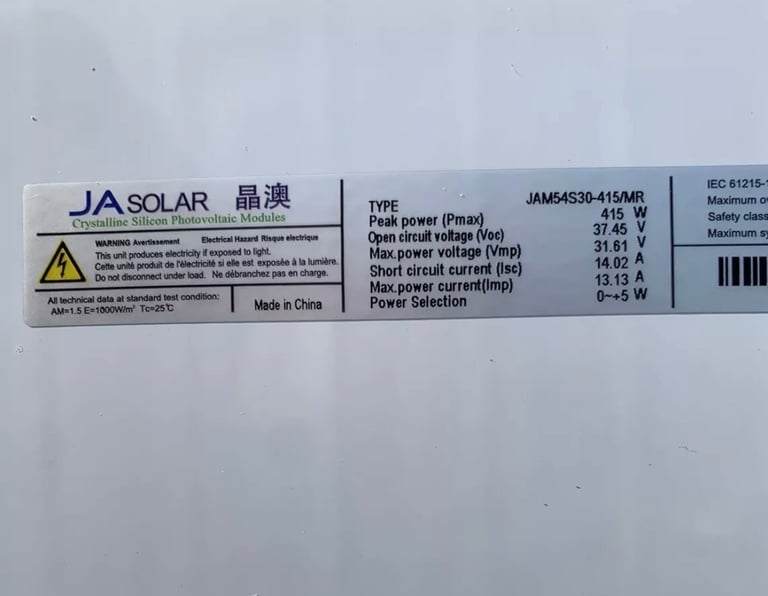 JA SOLAR 晶澳
Crystalline Silicon Photovoltaic Modules
WARNING Avertissement Electrical Hazard Risque electrique
This unit produces electricity if exposed to light.
Cette unité produit de l'électricité si elle est exposèe à la lumière.
Do not disconnect under load. Ne débranchez pas en charge.
All technical data at standard test condition:
AM=1.5 E=1000W/m² Tc=25℃
Made in China
TYPE JAM54S30-415/MR
Peak power (Pmax) 415 W
Open circuit voltage (Voc) 37.45 V
Max.power voltage (Vmp) 31.61 V
Short circuit current (Isc) 14.02 A
Max.power current(Imp) 13.13 A
Power Selection 0~+5 W
IEC 61215-
Maximum
Safety class
Maximum